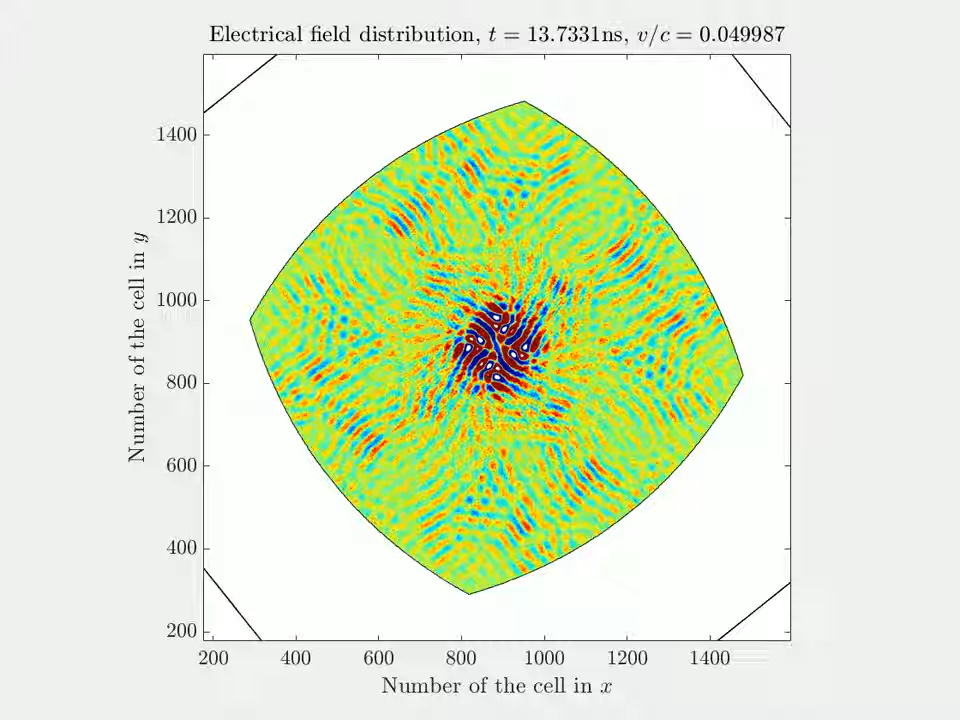 Electrical field distribution, t = 13.7331ns, v/c = 0.049987
Number of the cell in y
1400
1200
1000
800
600
400
200
200 400 600 800 1000 1200 1400
Number of the cell in x